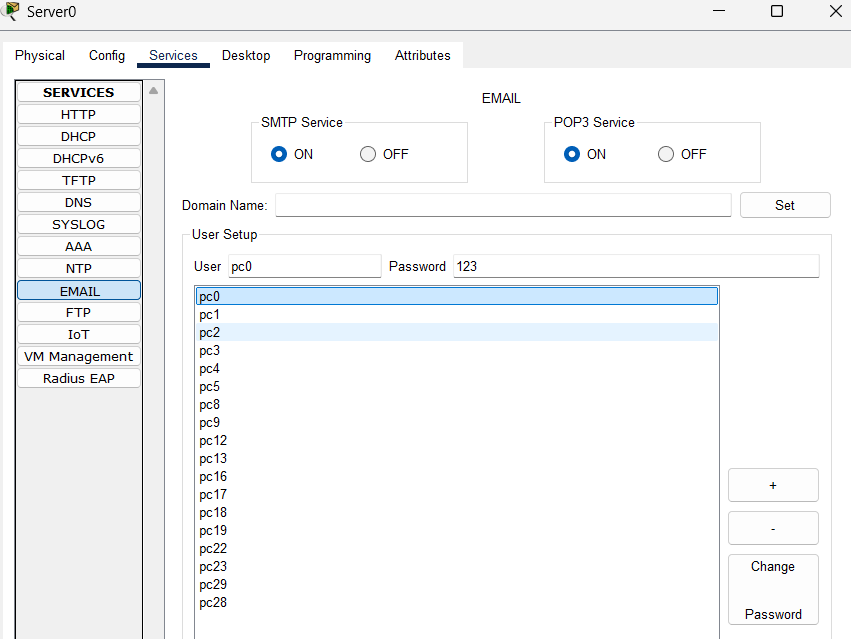 Server0
Physical Config Services Desktop Programming Attributes
SERVICES
HTTP
DHCP
DHCPv6
TFTP
DNS
SYSLOG
AAA
NTP
EMAIL
FTP
IoT
VM Management
Radius EAP
EMAIL
SMTP Service
ON OFF
POP3 Service
ON OFF
Domain Name: Set
User Setup
User pc0 Password 123
pc0
pc1
pc2
pc3
pc4
pc5
pc8
pc9
pc12
pc13
pc16
pc17
pc18
pc19
pc22
pc23
pc29
pc28
+
-
Change
Password